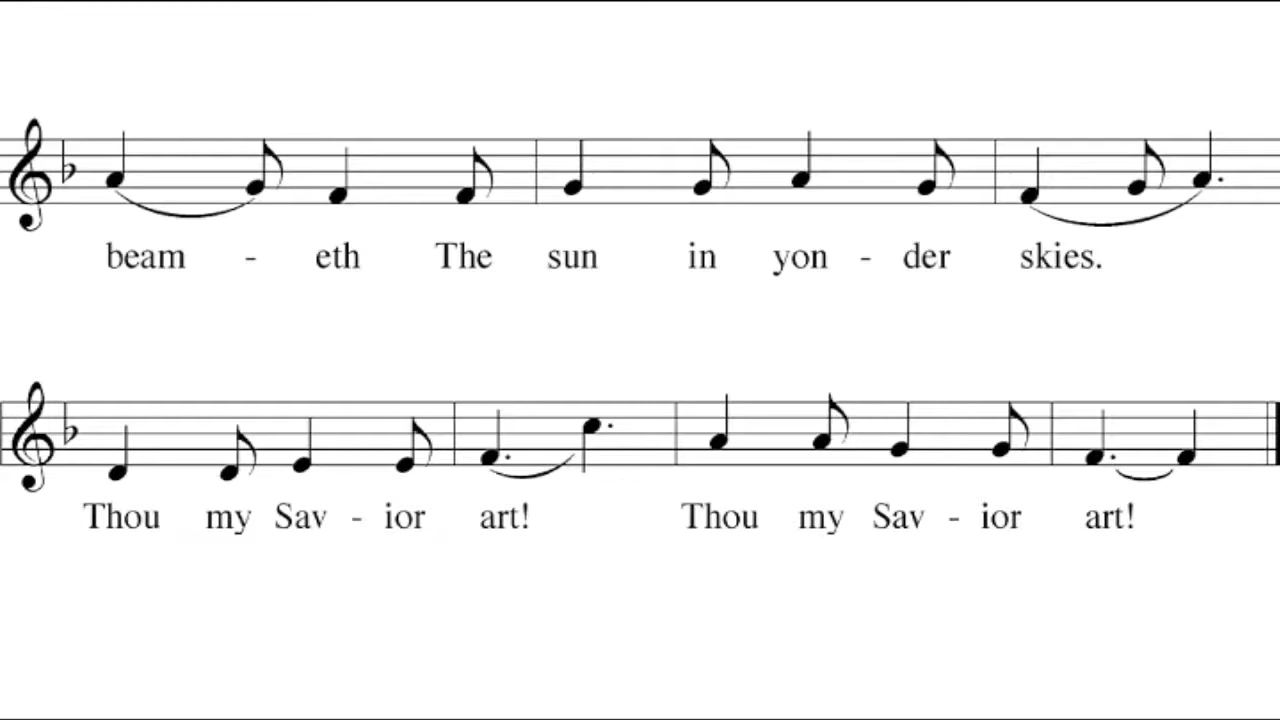 beam - eth The sun in yon - der skies.
Thou my Sav - ior art! Thou my Sav - ior art!